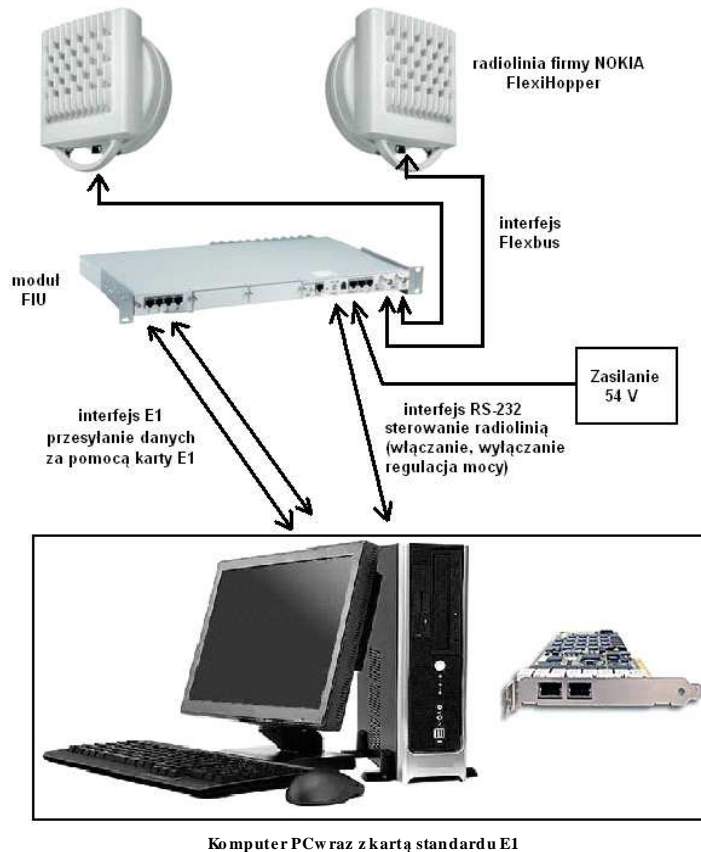 radiolinia firmy NOKIA
FlexiHopper
interfejs
Flexbus
moduł
FIU
Zasilanie
54 V
interfejs E1
przesyłanie danych
za pomocą karty E1
interfejs RS-232
sterowanie radiolinią
(włączanie, wyłączanie
regulacja mocy)
Komputer PC wraz z kartą standardu E1